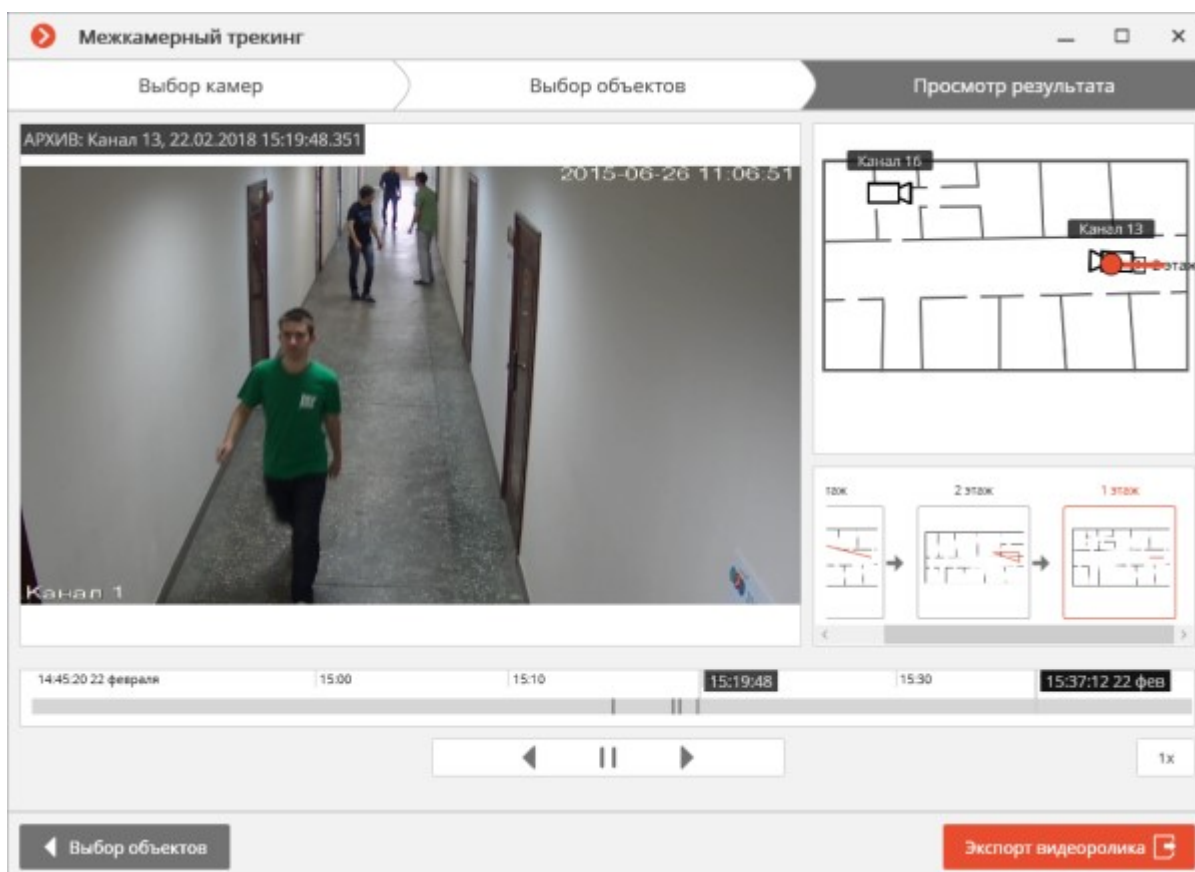 Межкамерный трекинг
Выбор камер
Выбор объектов
Просмотр результата
АРХИВ: Канал 13, 22.02.2018 15:19:48.351
2015-06-26 11:06:51
Канал 1
Канал 16
Канал 13
2 этаж
таж
2 этаж
1 этаж
14:45:20 22 февраля
15:00
15:10
15:19:48
15:30
15:37:12 22 фев
1x
Выбор объектов
Экспорт видеоролика